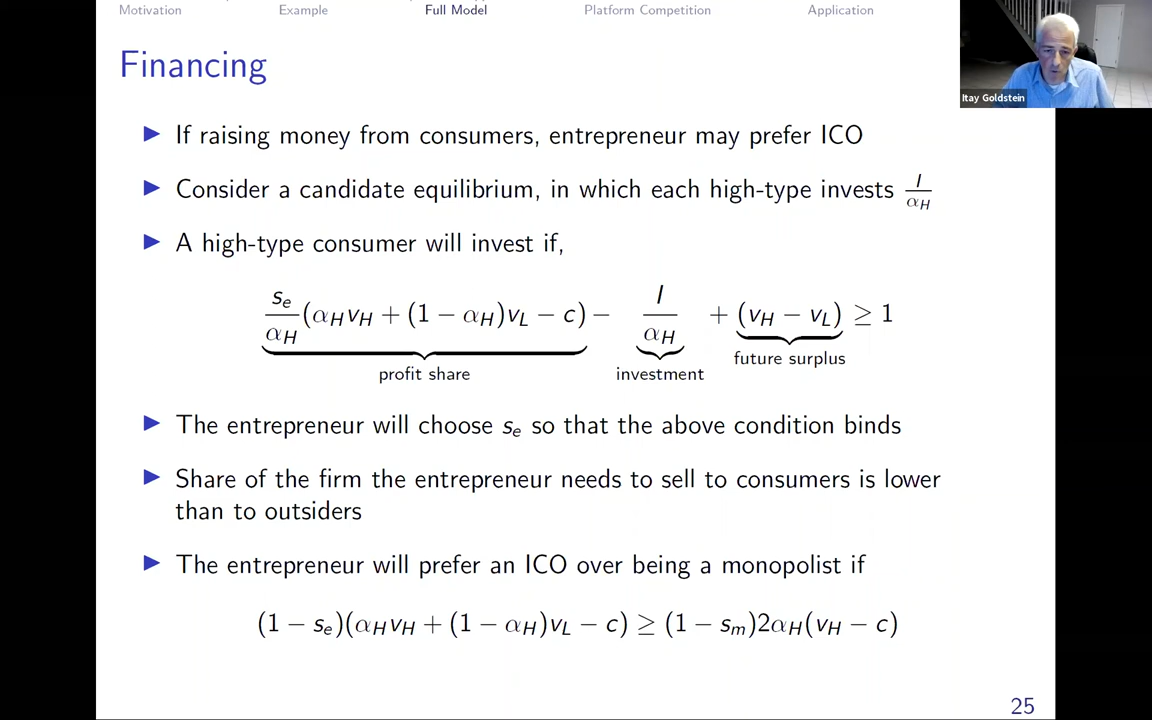 Motivation Example Full Model Platform Competition Application
Itay Goldstein
Financing
▶ If raising money from consumers, entrepreneur may prefer ICO
▶ Consider a candidate equilibrium, in which each high-type invests I/α_H
▶ A high-type consumer will invest if,
s_e/α_H (α_H v_H + (1 − α_H)v_L − c) − I/α_H + (v_H − v_L) ≥ 1
profit share investment future surplus
▶ The entrepreneur will choose s_e so that the above condition binds
▶ Share of the firm the entrepreneur needs to sell to consumers is lower
than to outsiders
▶ The entrepreneur will prefer an ICO over being a monopolist if
(1 − s_e)(α_H v_H + (1 − α_H)v_L − c) ≥ (1 − s_m)2α_H(v_H − c)
25